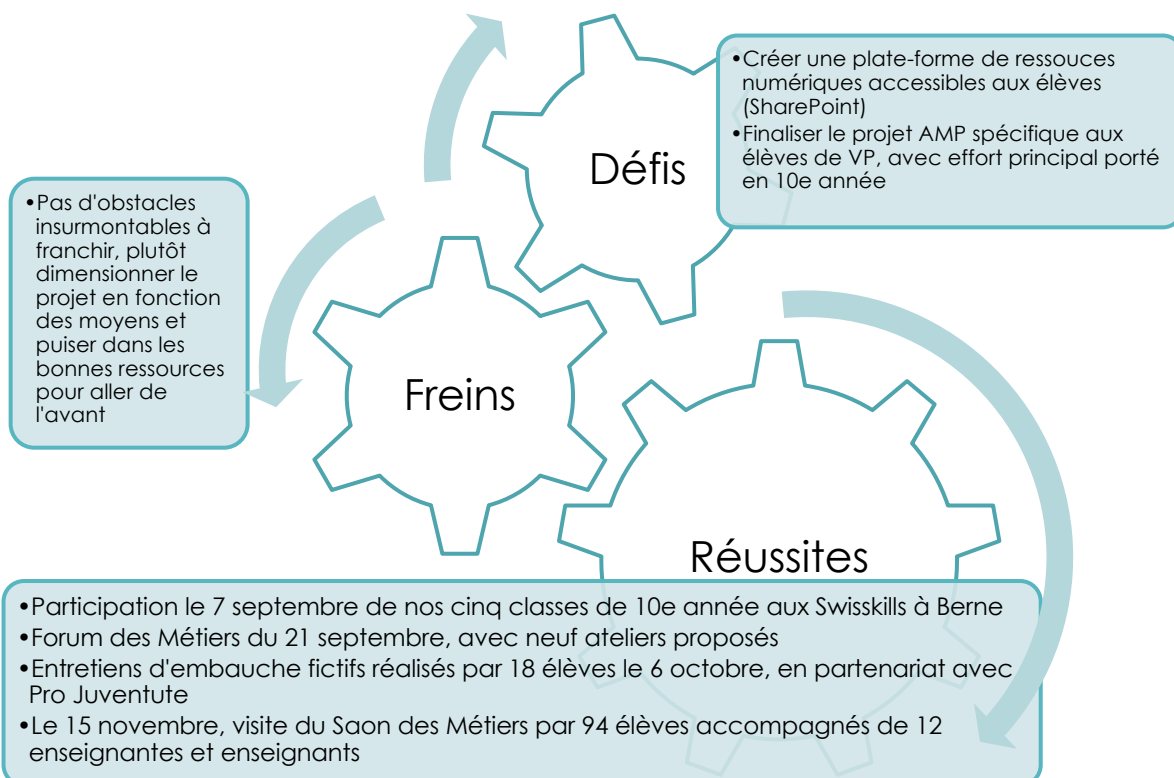 Défis
•Créer une plate-forme de ressouces
numériques accessibles aux élèves
(SharePoint)
•Finaliser le projet AMP spécifique aux
élèves de VP, avec effort principal porté
en 10e année
•Pas d'obstacles
insurmontables à
franchir, plutôt
dimensionner le
projet en fonction
des moyens et
puiser dans les
bonnes ressources
pour aller de
l'avant
Freins
Réussites
•Participation le 7 septembre de nos cinq classes de 10e année aux Swisskills à Berne
•Forum des Métiers du 21 septembre, avec neuf ateliers proposés
•Entretiens d'embauche fictifs réalisés par 18 élèves le 6 octobre, en partenariat avec
Pro Juventute
•Le 15 novembre, visite du Saon des Métiers par 94 élèves accompagnés de 12
enseignantes et enseignants